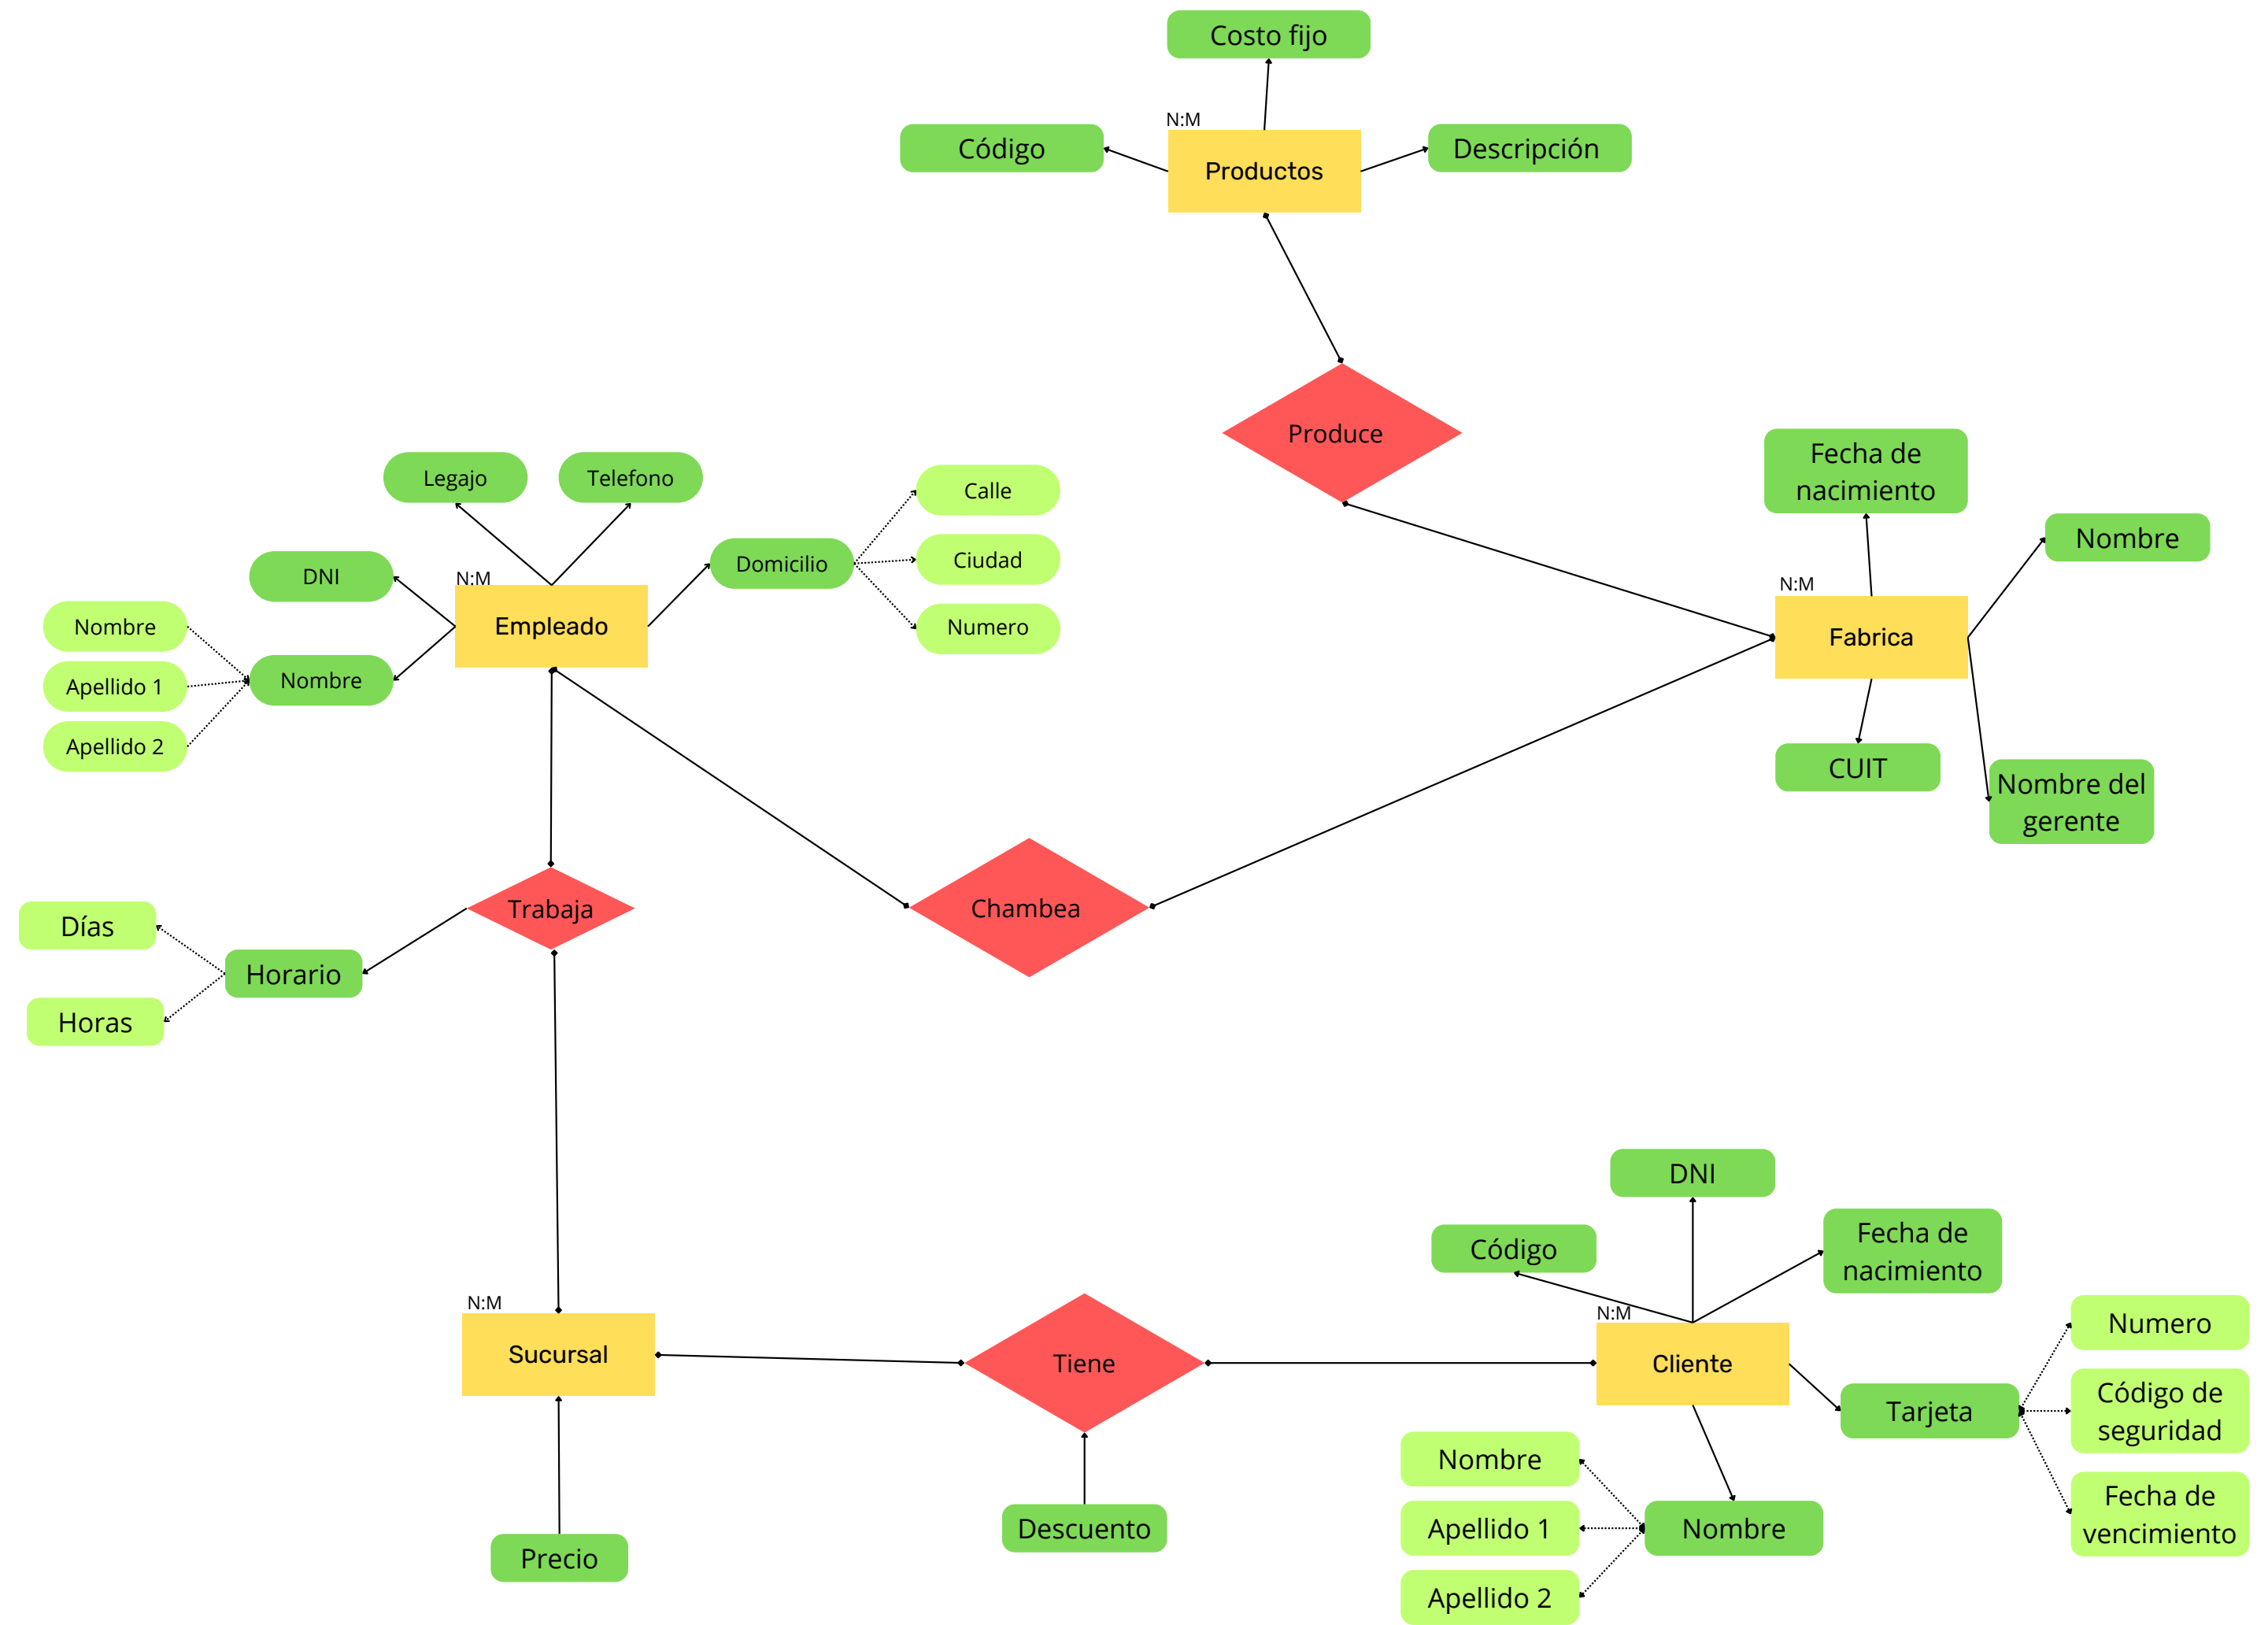 Costo fijo
N:M
Código
Productos
Descripción
Produce
Fecha de
nacimiento
Nombre
N:M
Fabrica
CUIT
Nombre del
gerente
Legajo
Telefono
Calle
DNI
Domicilio
Ciudad
N:M
Empleado
Numero
Nombre
Apellido 1
Nombre
Apellido 2
Trabaja
Chambea
Días
Horario
Horas
DNI
Código
Fecha de
nacimiento
N:M
Sucursal
Tiene
N:M
Cliente
Numero
Tarjeta
Código de
seguridad
Fecha de
vencimiento
Nombre
Apellido 1
Nombre
Apellido 2
Descuento
Precio